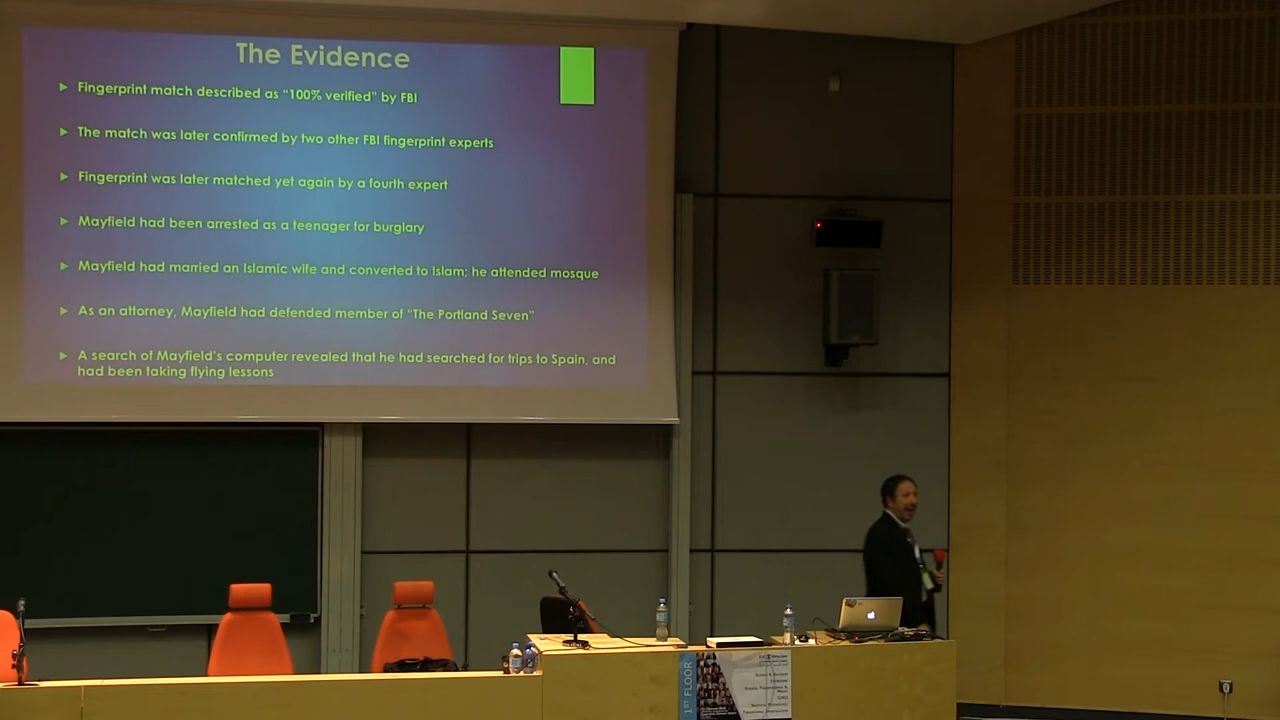 The Evidence
Fingerprint match described as "100% verified" by FBI
The match was later confirmed by two other FBI fingerprint experts
Fingerprint was later matched yet again by a fourth expert
Mayfield had been arrested as a teenager for burglary
Mayfield had married an Islamic wife and converted to Islam; he attended mosque
As an attorney, Mayfield had defended member of "The Portland Seven"
A search of Mayfield's computer revealed that he had searched for trips to Spain, and
had been taking flying lessons
1ST FLOOR